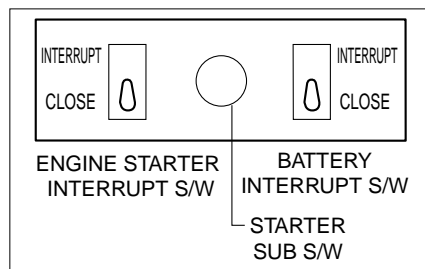 INTERRUPT
CLOSE
INTERRUPT
CLOSE
ENGINE STARTER
INTERRUPT S/W
BATTERY
INTERRUPT S/W
STARTER
SUB S/W